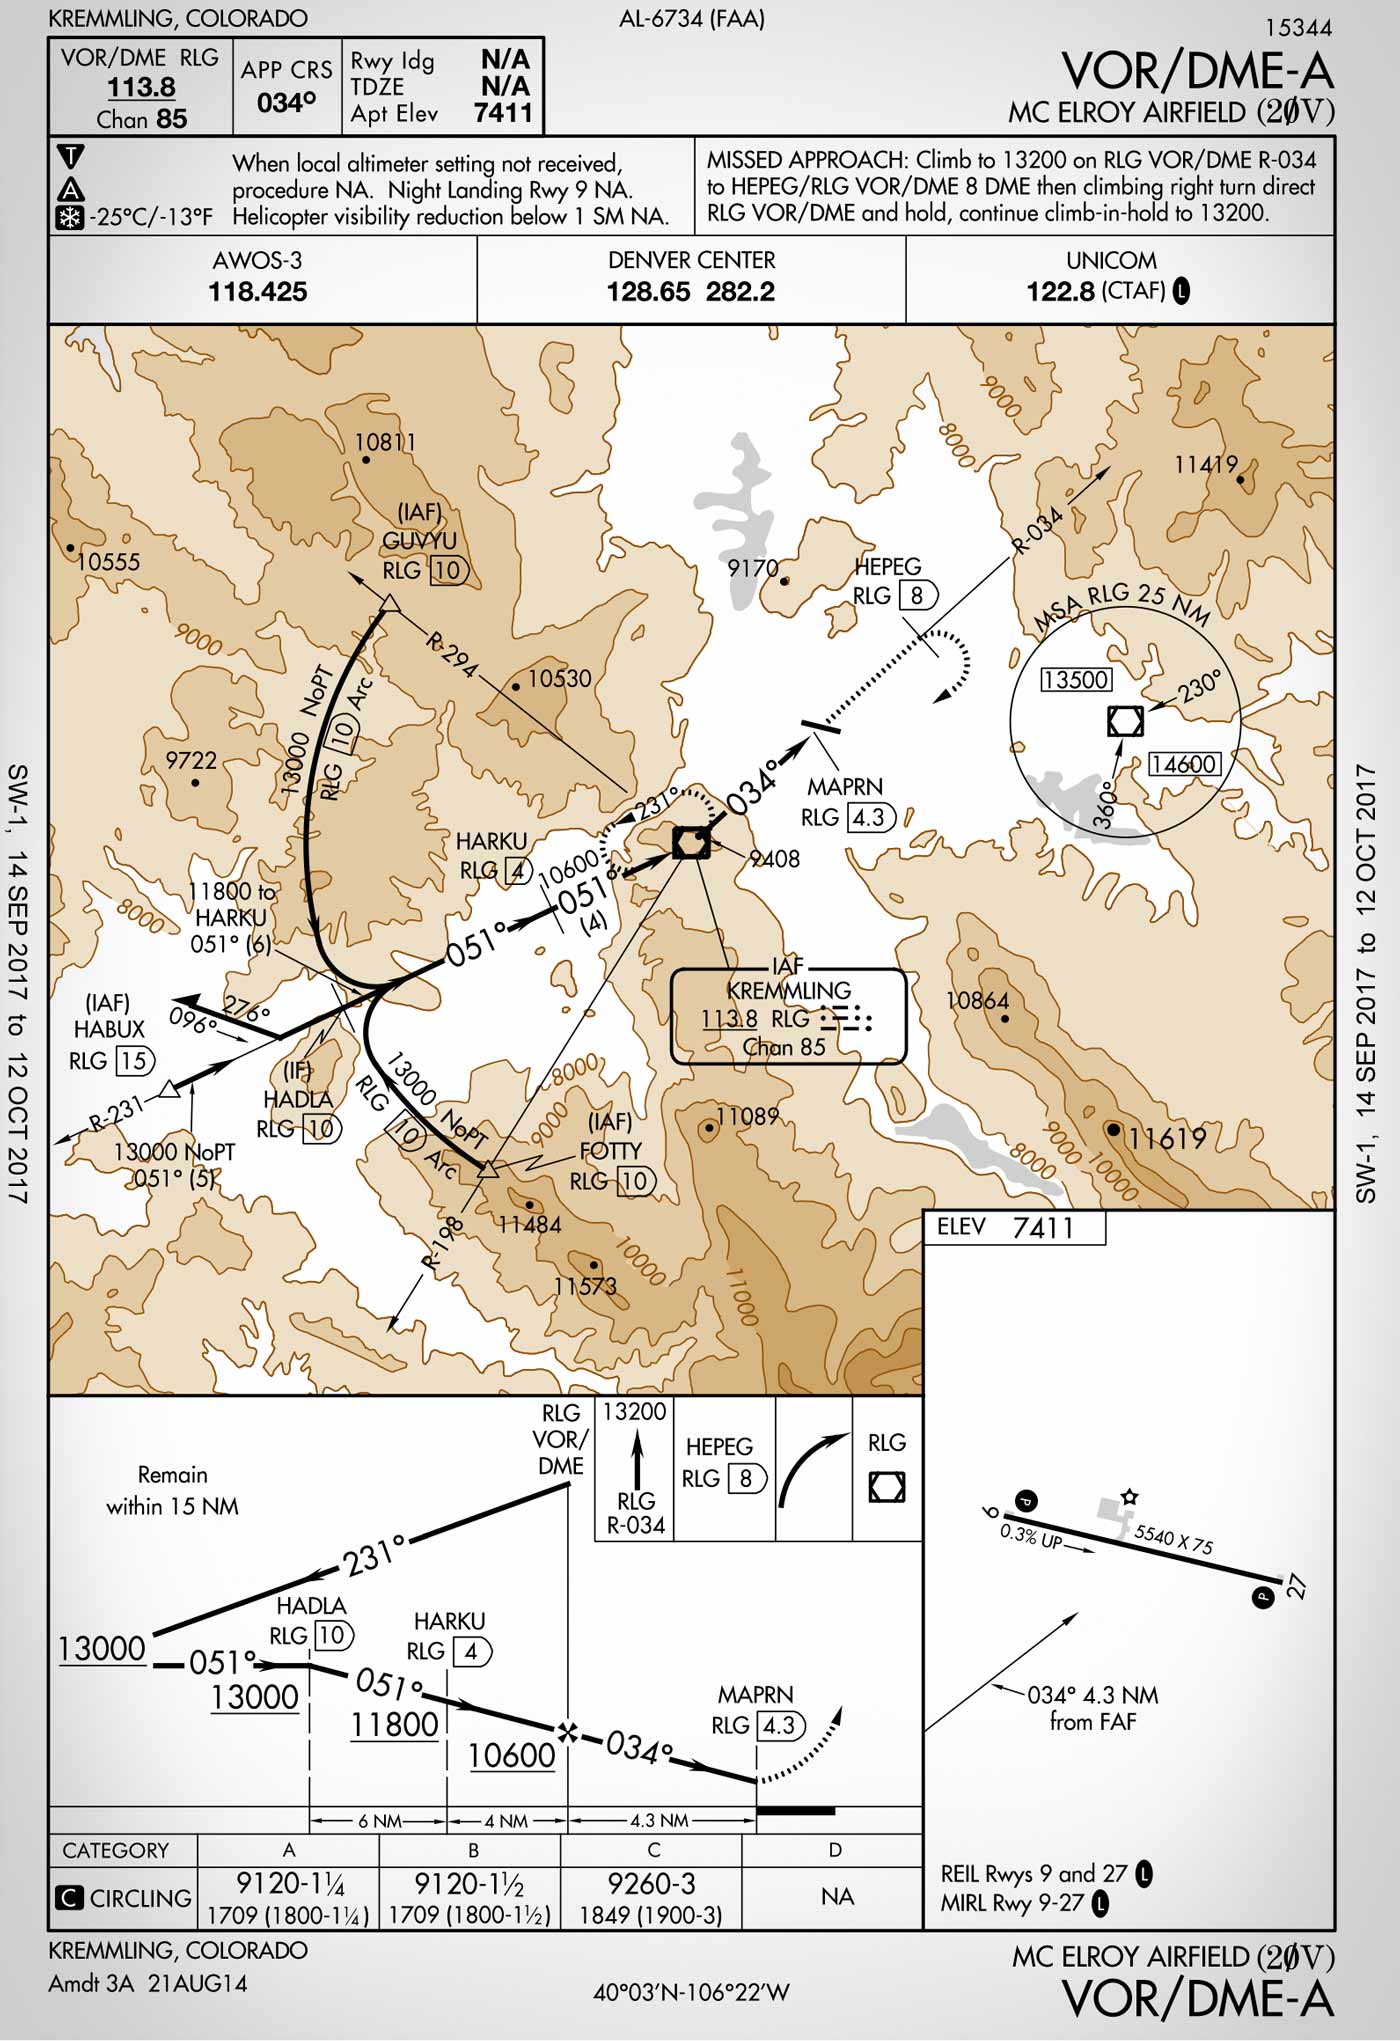 KREMMLING, COLORADO
AL-6734 (FAA)
15344
VOR/DME-A
MC ELROY AIRFIELD (2ØV)
VOR/DME RLG
113.8
Chan 85
APP CRS
034°
Rwy ldg N/A
TDZE N/A
Apt Elev 7411
T
A
-25°C/-13°F
When local altimeter setting not received,
procedure NA. Night Landing Rwy 9 NA.
Helicopter visibility reduction below 1 SM NA.
MISSED APPROACH: Climb to 13200 on RLG VOR/DME R-034
to HEPEG/RLG VOR/DME 8 DME then climbing right turn direct
RLG VOR/DME and hold, continue climb-in-hold to 13200.
AWOS-3
118.425
DENVER CENTER
128.65 282.2
UNICOM
122.8 (CTAF) L
10811
(IAF)
GUVYU
RLG 10
10555
9000
R-294
13000 NoPT
RLG 10 Arc
10530
9722
9170
HEPEG
RLG 8
R-034
9000
8000
11419
MSA RLG 25 NM
13500
230°
14600
360°
MAPRN
RLG 4.3
034°
231°
9408
HARKU
RLG 4
10600
051°
(4)
051°
11800 to
HARKU
051° (6)
8000
276°
096°
(IAF)
HABUX
RLG 15
R-231
13000 NoPT
051° (5)
(IF)
HADLA
RLG 10
13000 NoPT
RLG 10 Arc
IAF
KREMMLING
113.8 RLG
Chan 85
10864
8000
9000
(IAF)
FOTTY
RLG 10
11089
11619
8000
9000
10000
R-198
11484
11573
10000
11000
SW-1, 14 SEP 2017 to 12 OCT 2017
SW-1, 14 SEP 2017 to 12 OCT 2017
ELEV 7411
9
P
0.3% UP
5540 X 75
P
27
034° 4.3 NM
from FAF
REIL Rwys 9 and 27 L
MIRL Rwy 9-27 L
Remain
within 15 NM
RLG
VOR/
DME
13200
RLG
R-034
HEPEG
RLG 8
RLG
231°
13000
051°
HADLA
RLG 10
13000
051°
HARKU
RLG 4
11800
10600
034°
MAPRN
RLG 4.3
6 NM
4 NM
4.3 NM
CATEGORY A B C D
C CIRCLING
9120-1¼
1709 (1800-1¼)
9120-1½
1709 (1800-1½)
9260-3
1849 (1900-3)
NA
KREMMLING, COLORADO
Amdt 3A 21AUG14
40°03'N-106°22'W
MC ELROY AIRFIELD (2ØV)
VOR/DME-A